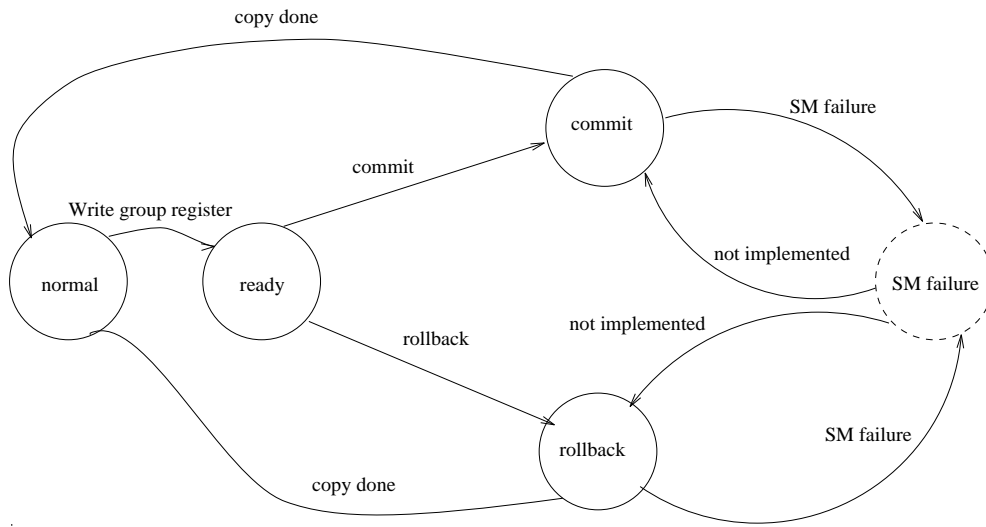 copy done
SM failure
commit
commit
Write group register
not implemented
normal
ready
SM failure
not implemented
rollback
SM failure
rollback
copy done